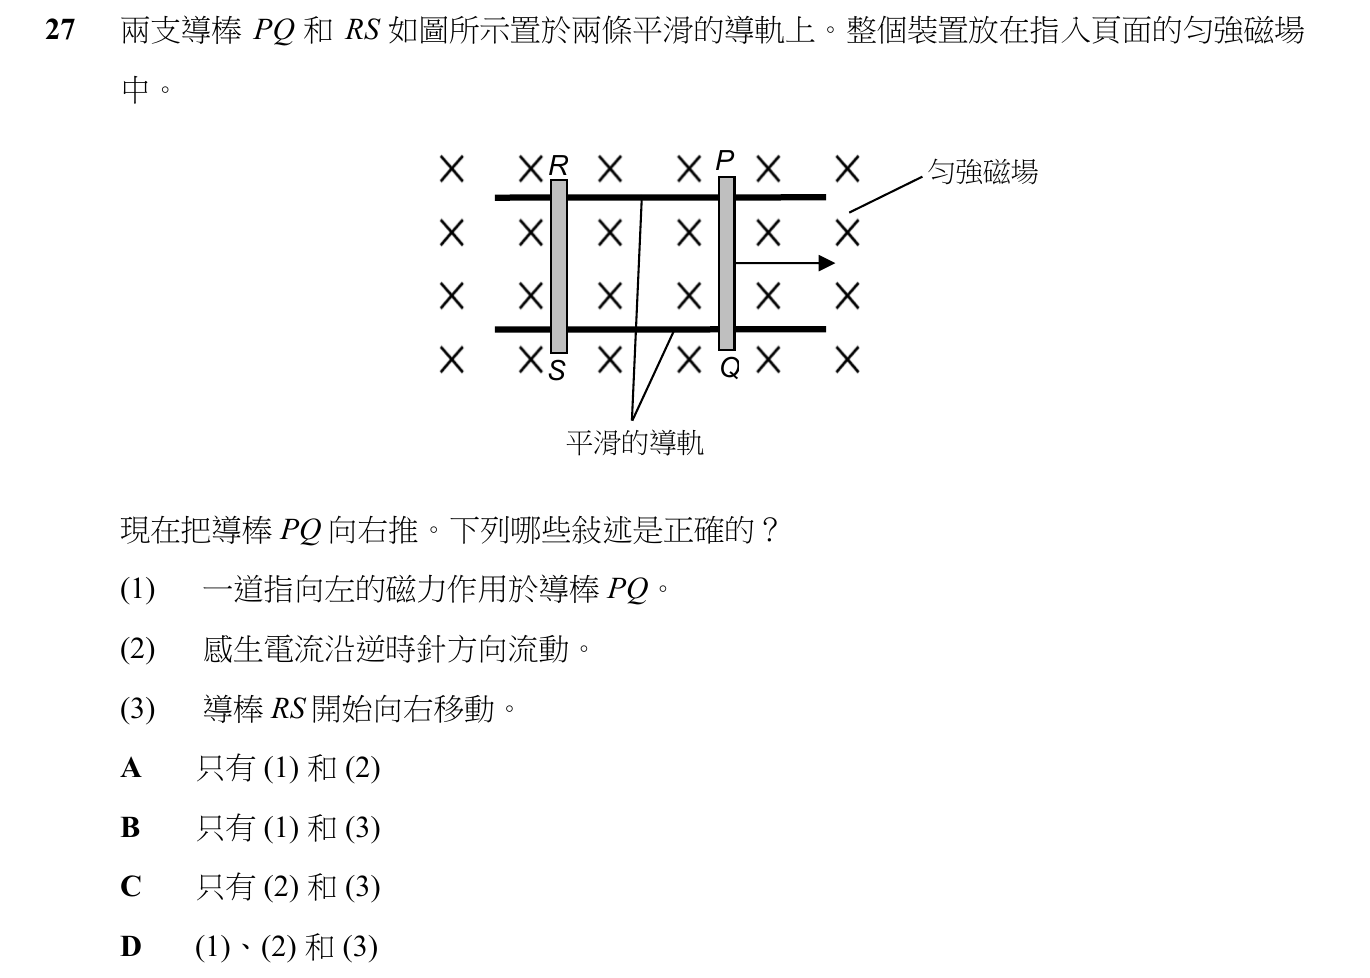 27 兩支導棒 PQ 和 RS 如圖所示置於兩條平滑的導軌上。整個裝置放在指入頁面的勻強磁場
中。
R P
勻強磁場
S Q
平滑的導軌
現在把導棒 PQ 向右推。下列哪些敍述是正確的？
(1) 一道指向左的磁力作用於導棒 PQ。
(2) 感生電流沿逆時針方向流動。
(3) 導棒 RS 開始向右移動。
A 只有 (1) 和 (2)
B 只有 (1) 和 (3)
C 只有 (2) 和 (3)
D (1)、(2) 和 (3)